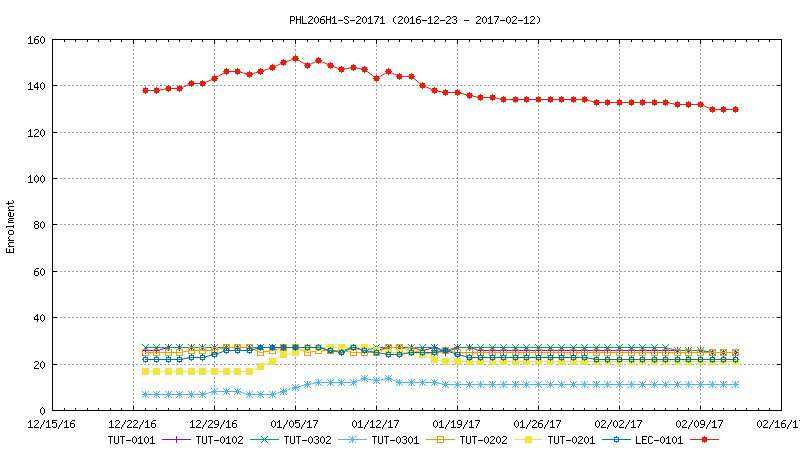 PHL206H1-S-20171 (2016-12-23 - 2017-02-12)
160
140
120
100
80
60
40
20
0
Enrolment
12/15/16 12/22/16 12/29/16 01/05/17 01/12/17 01/19/17 01/26/17 02/02/17 02/09/17 02/16/1
TUT-0101 TUT-0102 TUT-0302 TUT-0301 TUT-0202 TUT-0201 LEC-0101